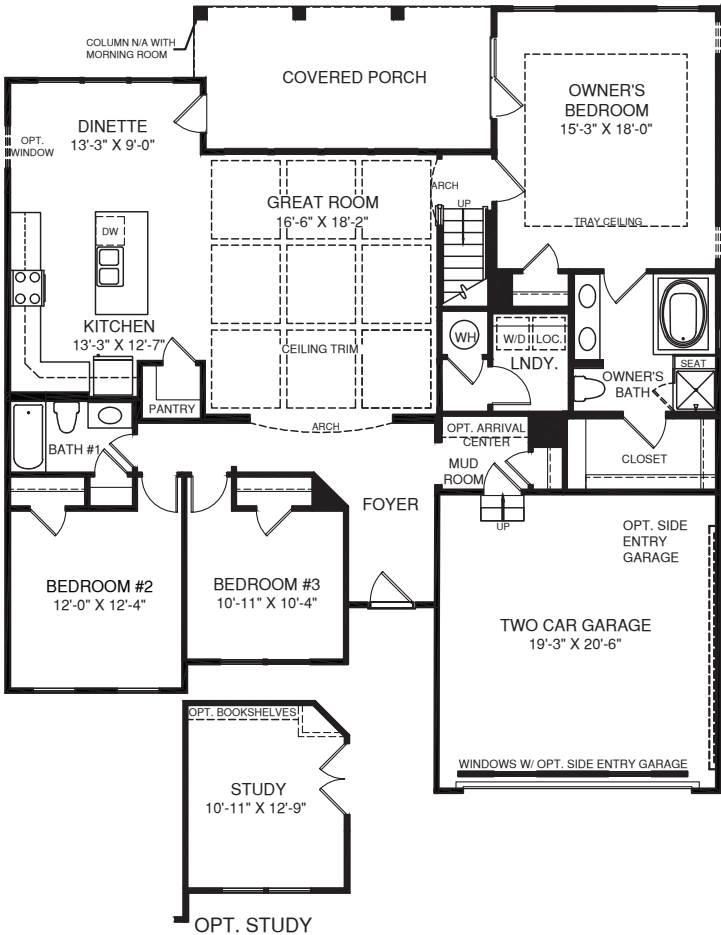 COLUMN N/A WITH
MORNING ROOM
COVERED PORCH
OWNER'S
BEDROOM
15'-3" X 18'-0"
TRAY CEILING
DINETTE
13'-3" X 9'-0"
OPT.
WINDOW
GREAT ROOM
16'-6" X 18'-2"
ARCH
UP
DW
KITCHEN
13'-3" X 12'-7"
CEILING TRIM
WH
W/D
LOC.
LNDY.
OWNER'S
BATH
SEAT
PANTRY
ARCH
BATH #1
OPT. ARRIVAL
CENTER
MUD
ROOM
CLOSET
FOYER
UP
OPT. SIDE
ENTRY
GARAGE
BEDROOM #2
12'-0" X 12'-4"
BEDROOM #3
10'-11" X 10'-4"
TWO CAR GARAGE
19'-3" X 20'-6"
WINDOWS W/ OPT. SIDE ENTRY GARAGE
OPT. BOOKSHELVES
STUDY
10'-11" X 12'-9"
OPT. STUDY